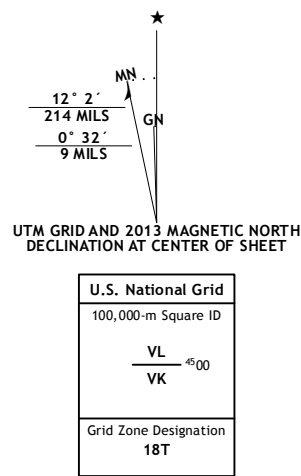 ★
MN
GN
12° 2´
214 MILS
0° 32´
9 MILS
UTM GRID AND 2013 MAGNETIC NORTH
DECLINATION AT CENTER OF SHEET
U.S. National Grid
100,000-m Square ID
VL
4500
VK
Grid Zone Designation
18T